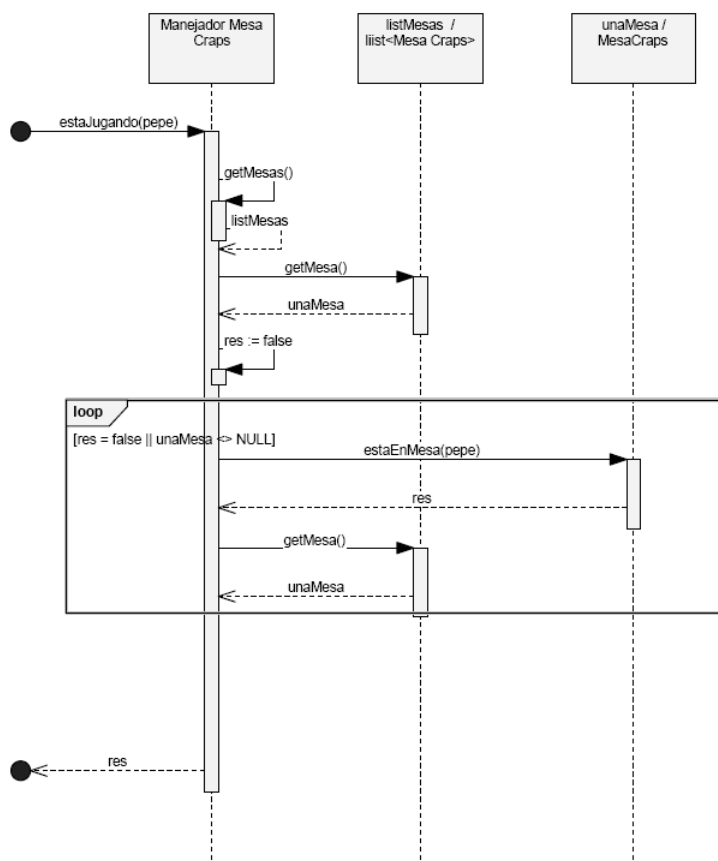 Manejador Mesa
Craps
listMesas /
liist<Mesa Craps>
unaMesa /
MesaCraps
estaJugando(pepe)
getMesas()
listMesas
getMesa()
unaMesa
res := false
loop
[res = false || unaMesa <> NULL]
estaEnMesa(pepe)
res
getMesa()
unaMesa
res